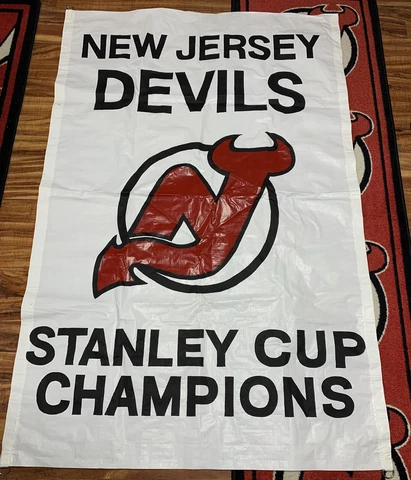 NEW JERSEY
DEVILS
STANLEY CUP
CHAMPIONS